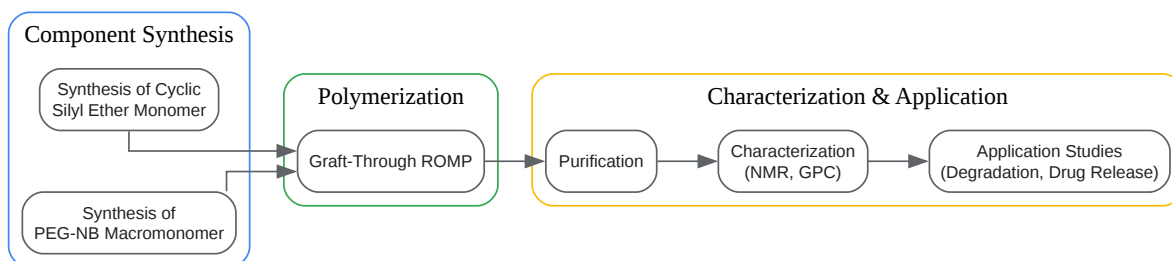 Component Synthesis
Synthesis of Cyclic
Silyl Ether Monomer
Synthesis of
PEG-NB Macromonomer
Polymerization
Graft-Through ROMP
Characterization & Application
Purification
Characterization
(NMR, GPC)
Application Studies
(Degradation, Drug Release)